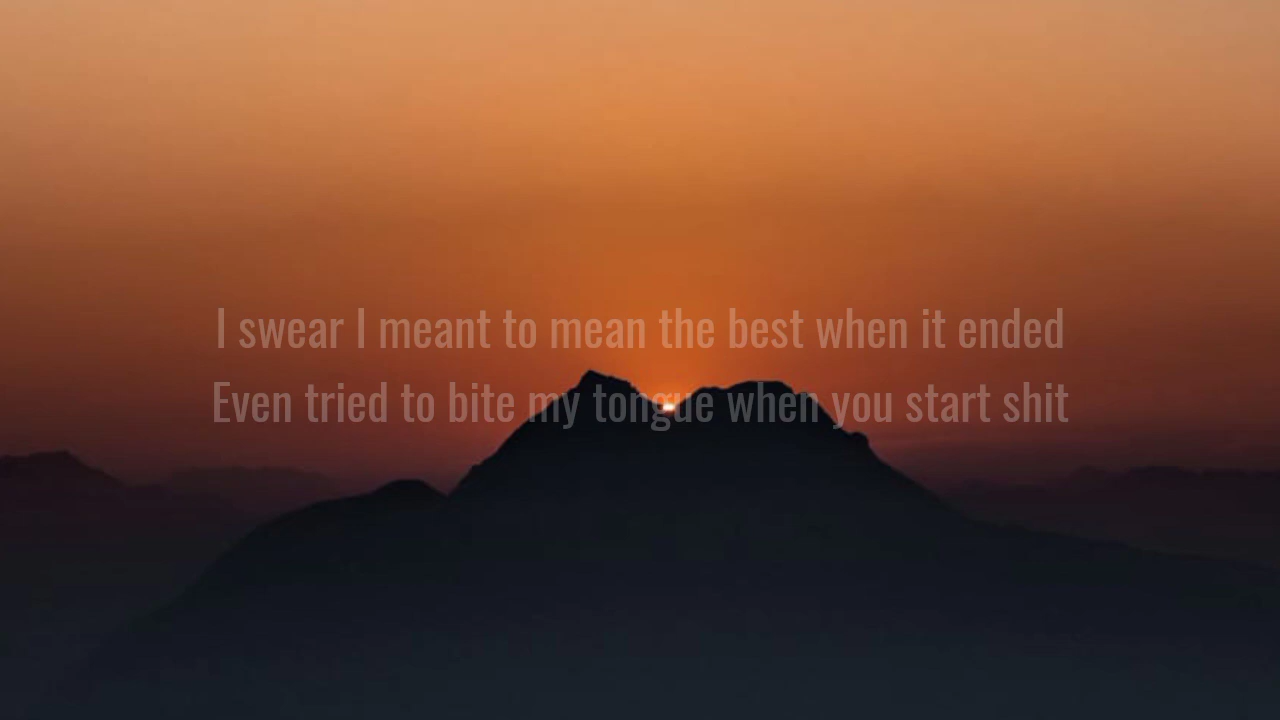 I swear I meant to mean the best when it ended
Even tried to bite my tongue when you start shit